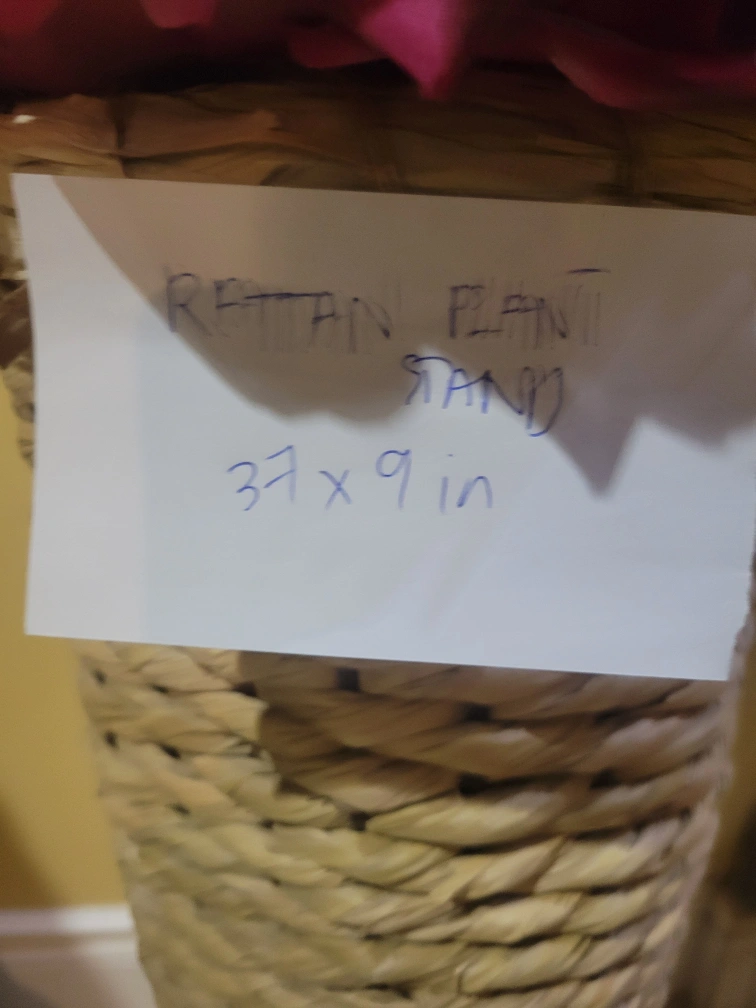 RATTAN PLANT
STAND
37 x 9 in